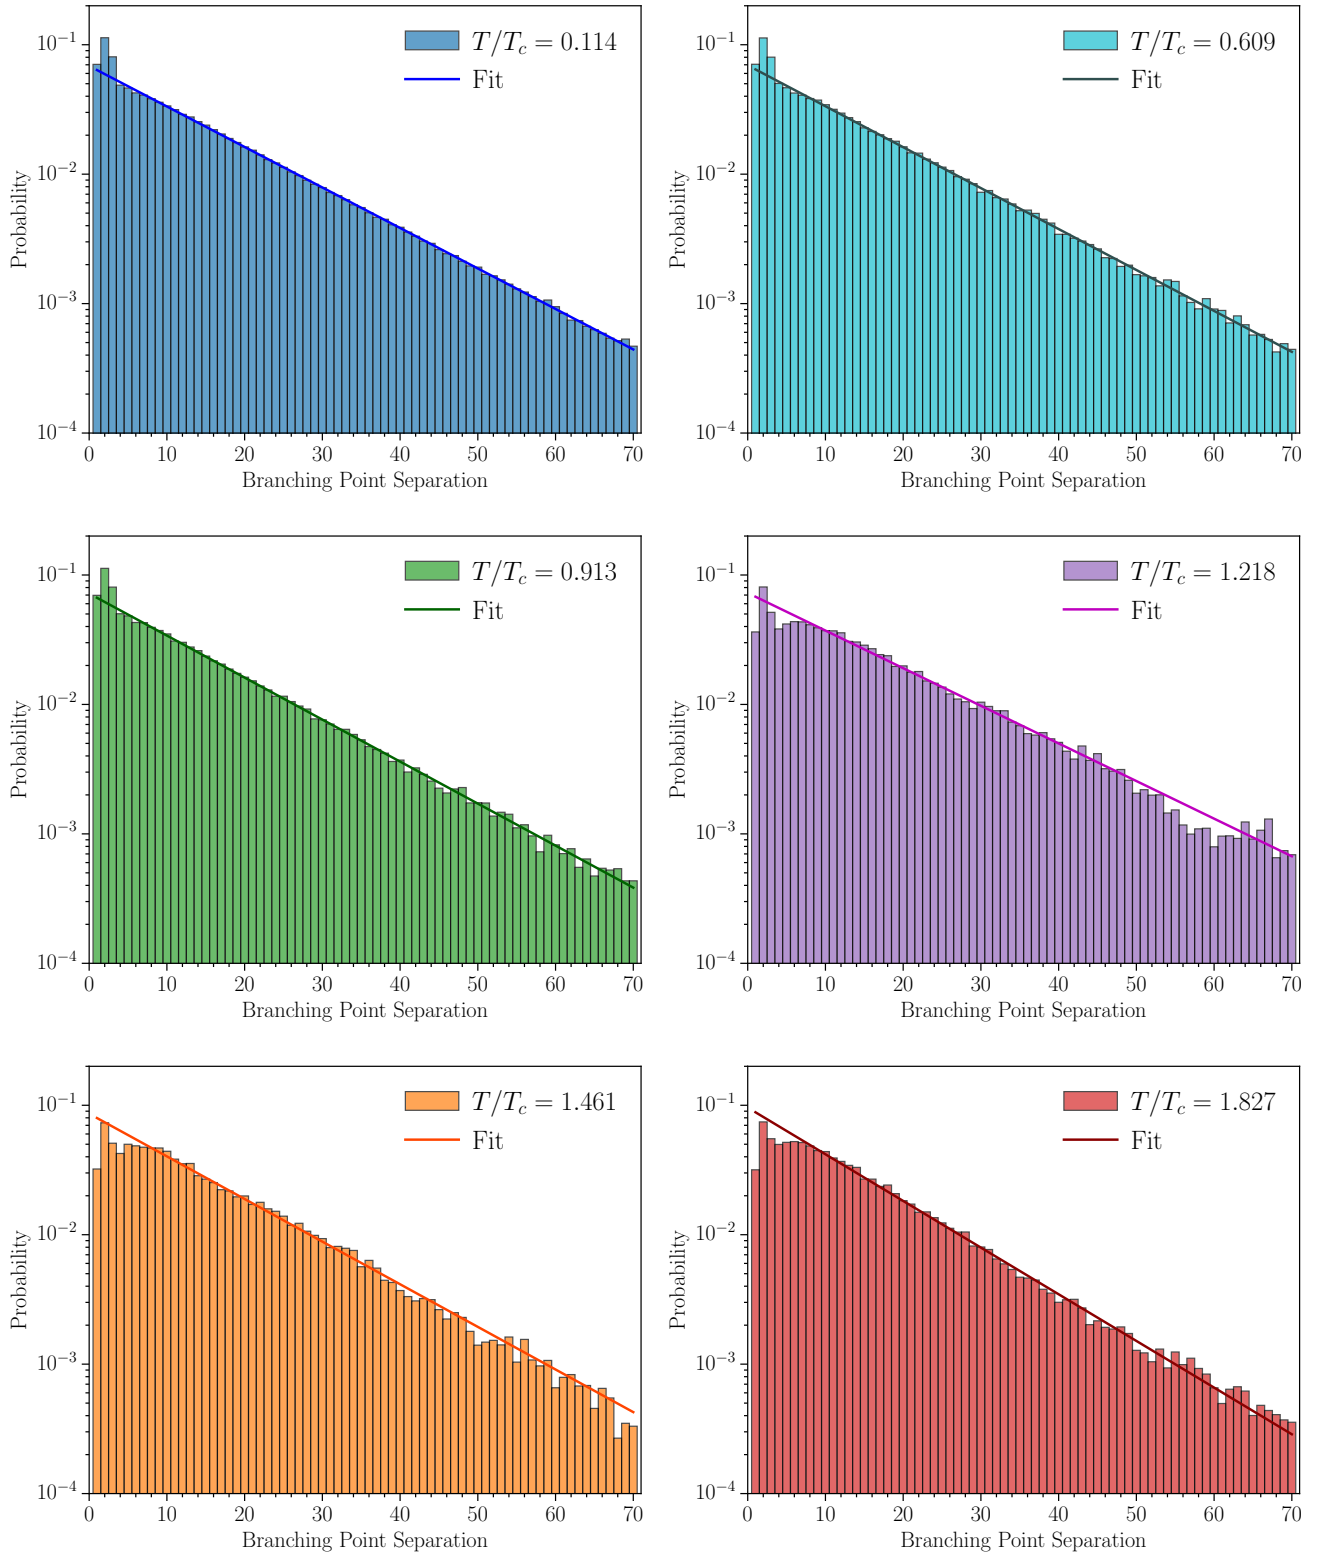 T/T_c = 0.114
Fit
Probability
10^{-1}
10^{-2}
10^{-3}
10^{-4}
0 10 20 30 40 50 60 70
Branching Point Separation
T/T_c = 0.609
Fit
Probability
10^{-1}
10^{-2}
10^{-3}
10^{-4}
0 10 20 30 40 50 60 70
Branching Point Separation
T/T_c = 0.913
Fit
Probability
10^{-1}
10^{-2}
10^{-3}
10^{-4}
0 10 20 30 40 50 60 70
Branching Point Separation
T/T_c = 1.218
Fit
Probability
10^{-1}
10^{-2}
10^{-3}
10^{-4}
0 10 20 30 40 50 60 70
Branching Point Separation
T/T_c = 1.461
Fit
Probability
10^{-1}
10^{-2}
10^{-3}
10^{-4}
0 10 20 30 40 50 60 70
Branching Point Separation
T/T_c = 1.827
Fit
Probability
10^{-1}
10^{-2}
10^{-3}
10^{-4}
0 10 20 30 40 50 60 70
Branching Point Separation